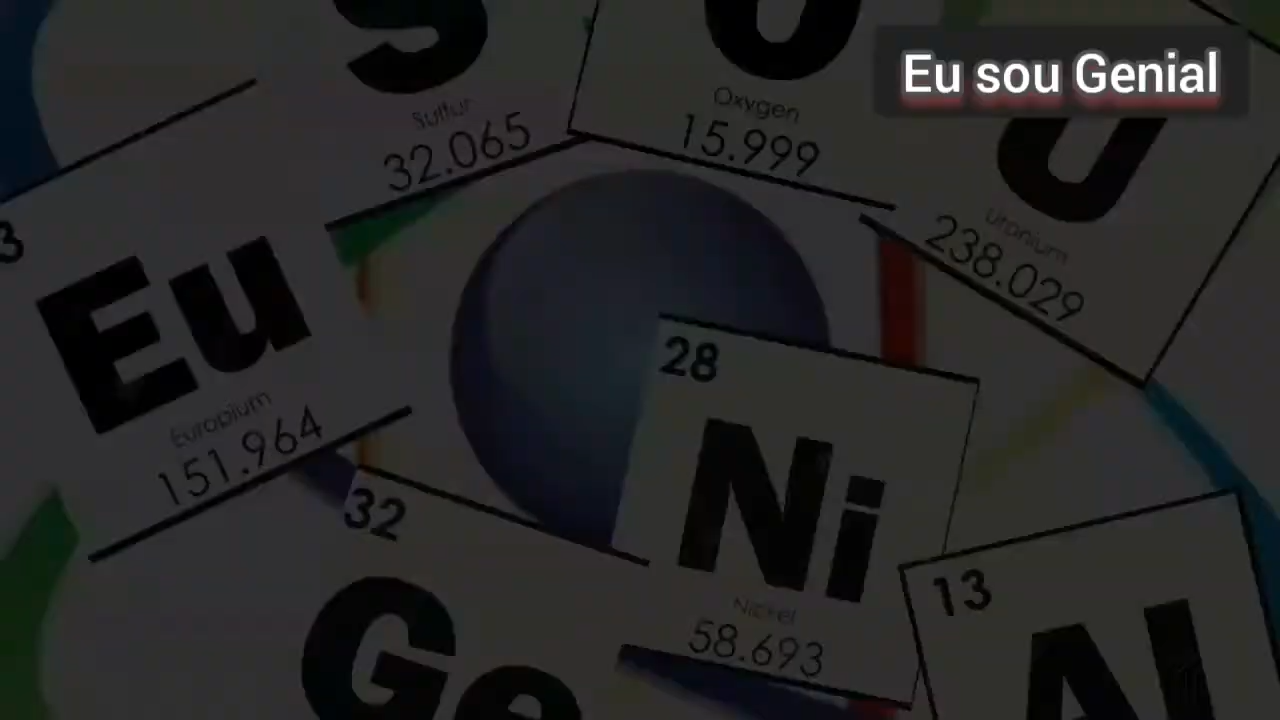 Eu sou Genial
S
Sulfur
32.065
O
Oxygen
15.999
U
Uranium
238.029
3
Eu
Europium
151.964
28
Ni
Nickel
58.693
32
Ge
13
Al